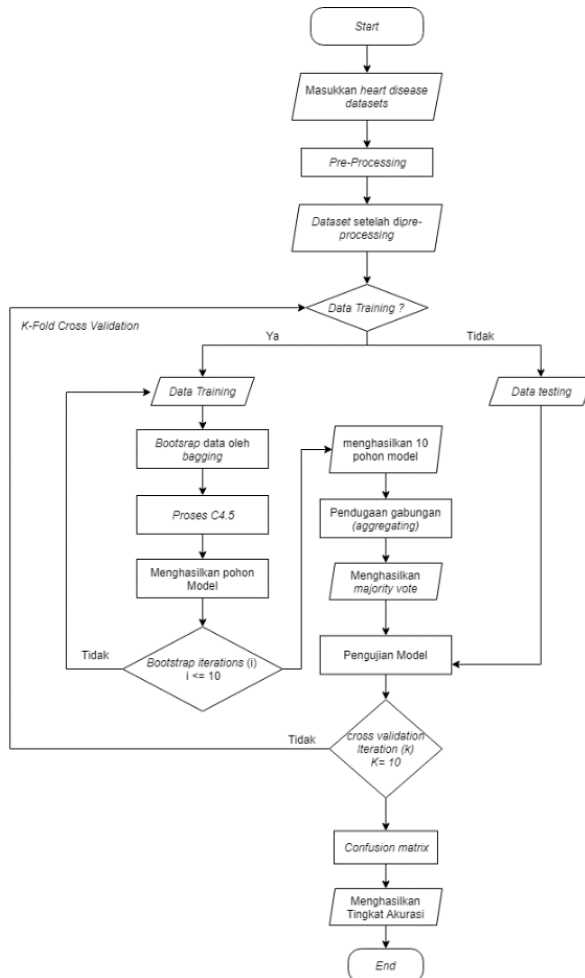 Start
Masukkan heart disease
datasets
Pre-Processing
Dataset setelah dipre-
processing
Data Training ?
K-Fold Cross Validation
Ya
Tidak
Data Training
Data testing
Bootsrap data oleh
bagging
menghasilkan 10
pohon model
Proses C4.5
Pendugaan gabungan
(aggregating)
Menghasilkan pohon
Model
Menghasilkan
majority vote
Tidak
Bootstrap iterations (i)
i <= 10
Pengujian Model
Tidak
cross validation
Iteration (k)
K= 10
Confusion matrix
Menghasilkan
Tingkat Akurasi
End